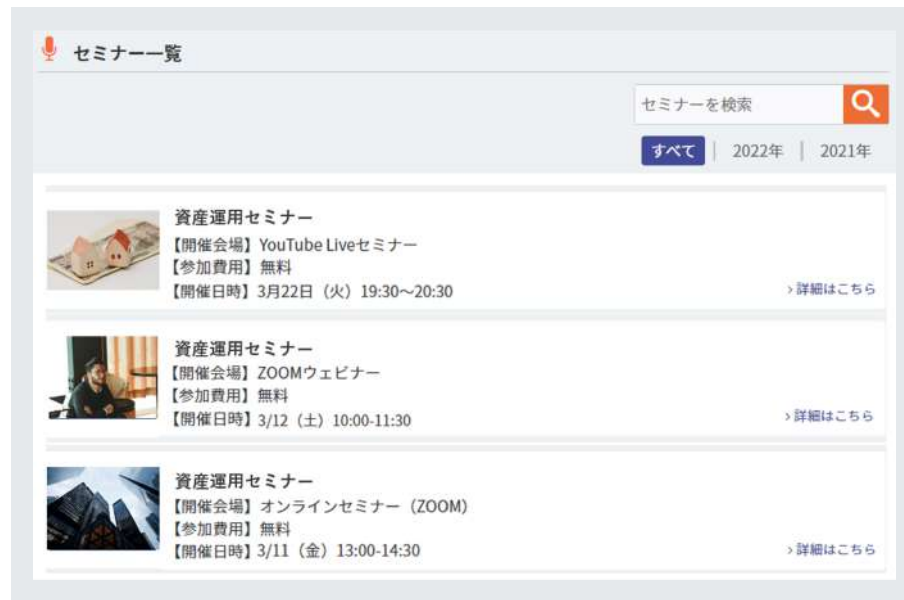 セミナー一覧
セミナーを検索
すべて | 2022年 | 2021年
資産運用セミナー
【開催会場】YouTube Liveセミナー
【参加費用】無料
【開催日時】3月22日（火）19:30～20:30
›詳細はこちら
資産運用セミナー
【開催会場】ZOOMウェビナー
【参加費用】無料
【開催日時】3/12（土）10:00-11:30
›詳細はこちら
資産運用セミナー
【開催会場】オンラインセミナー（ZOOM）
【参加費用】無料
【開催日時】3/11（金）13:00-14:30
›詳細はこちら